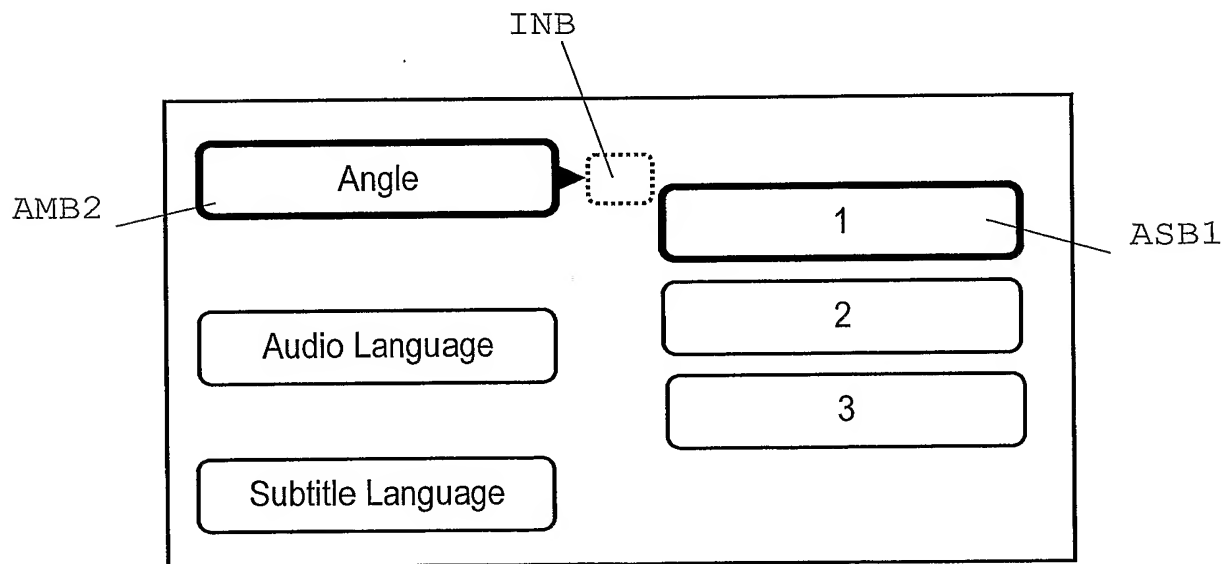 INB
Angle
AMB2
1
ASB1
2
Audio Language
3
Subtitle Language